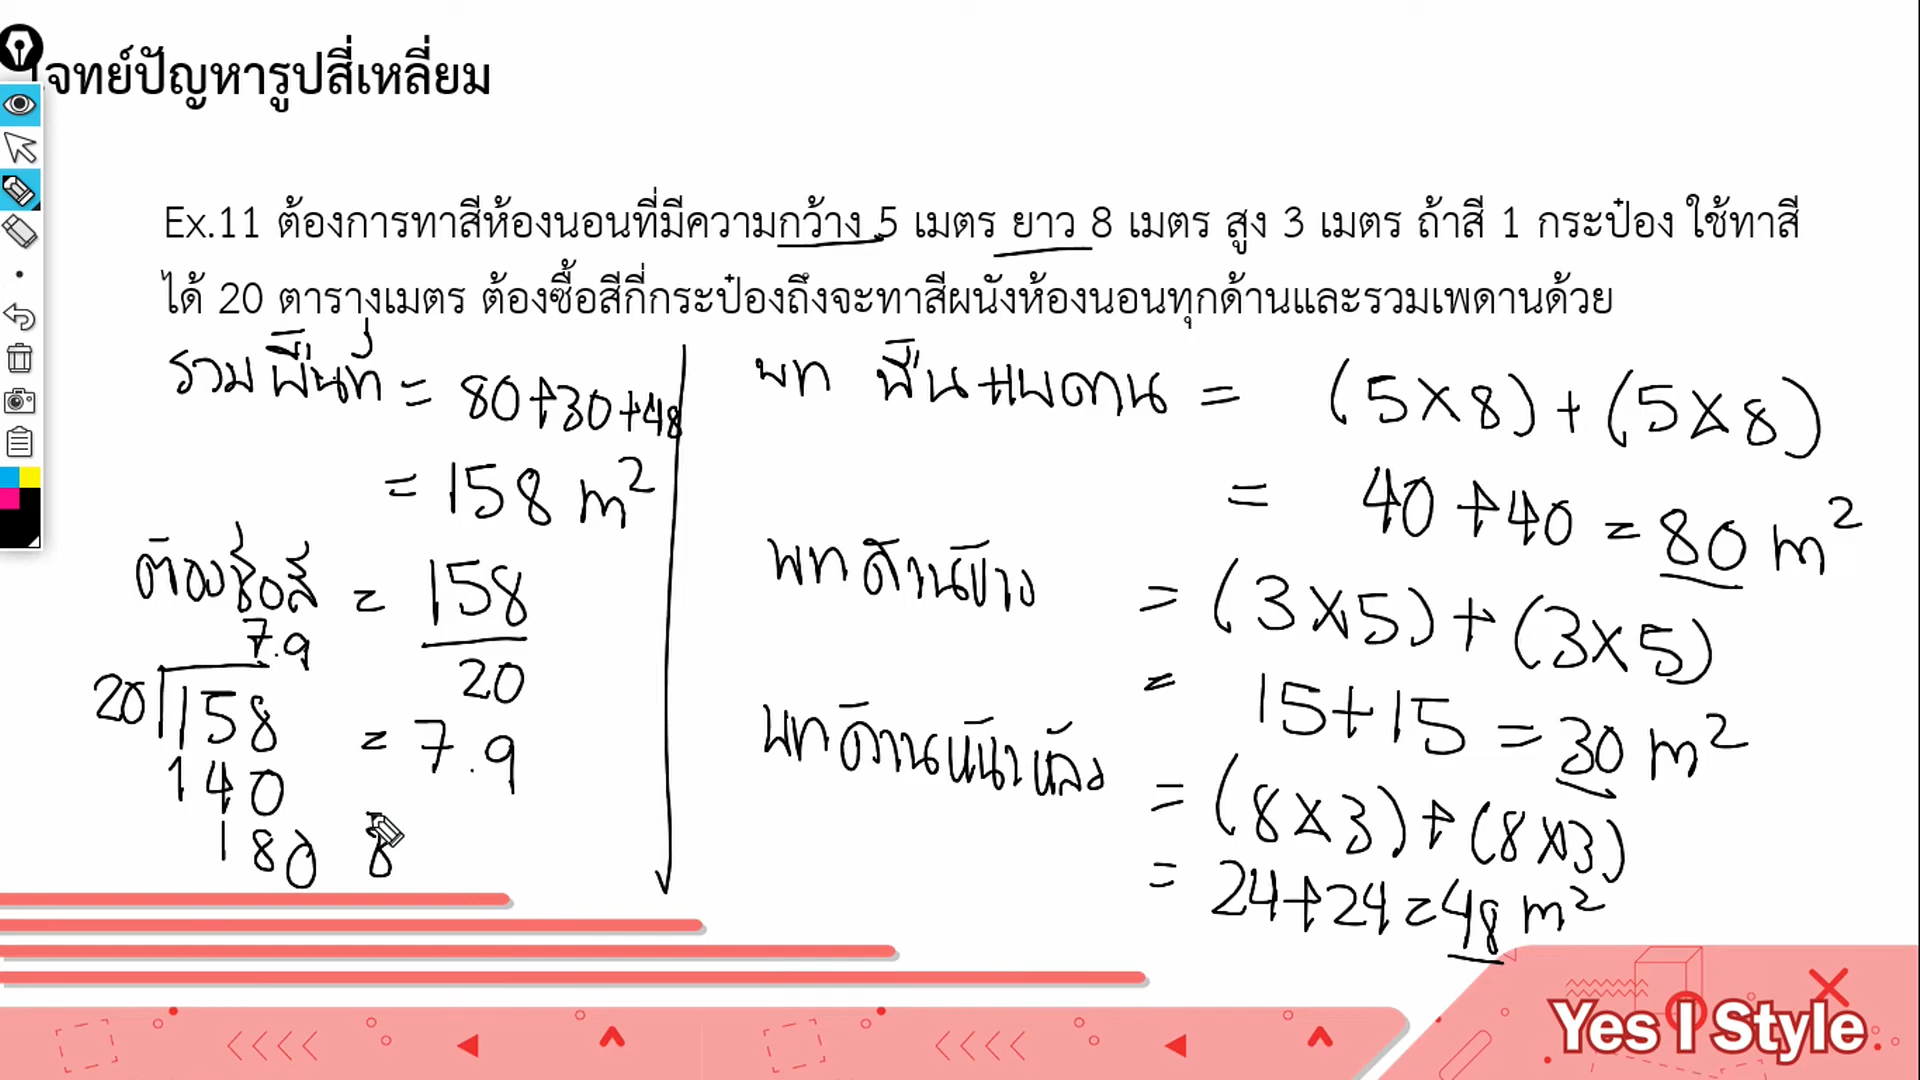 โจทย์ปัญหารูปสี่เหลี่ยม
Ex.11 ต้องการทาสีห้องนอนที่มีความกว้าง 5 เมตร ยาว 8 เมตร สูง 3 เมตร ถ้าสี 1 กระป๋อง ใช้ทาสี
ได้ 20 ตารางเมตร ต้องซื้อสีกี่กระป๋องถึงจะทาสีผนังห้องนอนทุกด้านและรวมเพดานด้วย
รวมพื้นที่ = 80+30+48
= 158 m²
ต้องซื้อสี = 158
20
= 7.9
7.9
20 158
140
180
8
พท พื้น+เพดาน = (5×8)+(5×8)
= 40+40 = 80 m²
พทด้านข้าง = (3×5)+(3×5)
= 15+15 = 30 m²
พทด้านหน้าหลัง = (8×3)+(8×3)
= 24+24=48 m²
Yes I Style